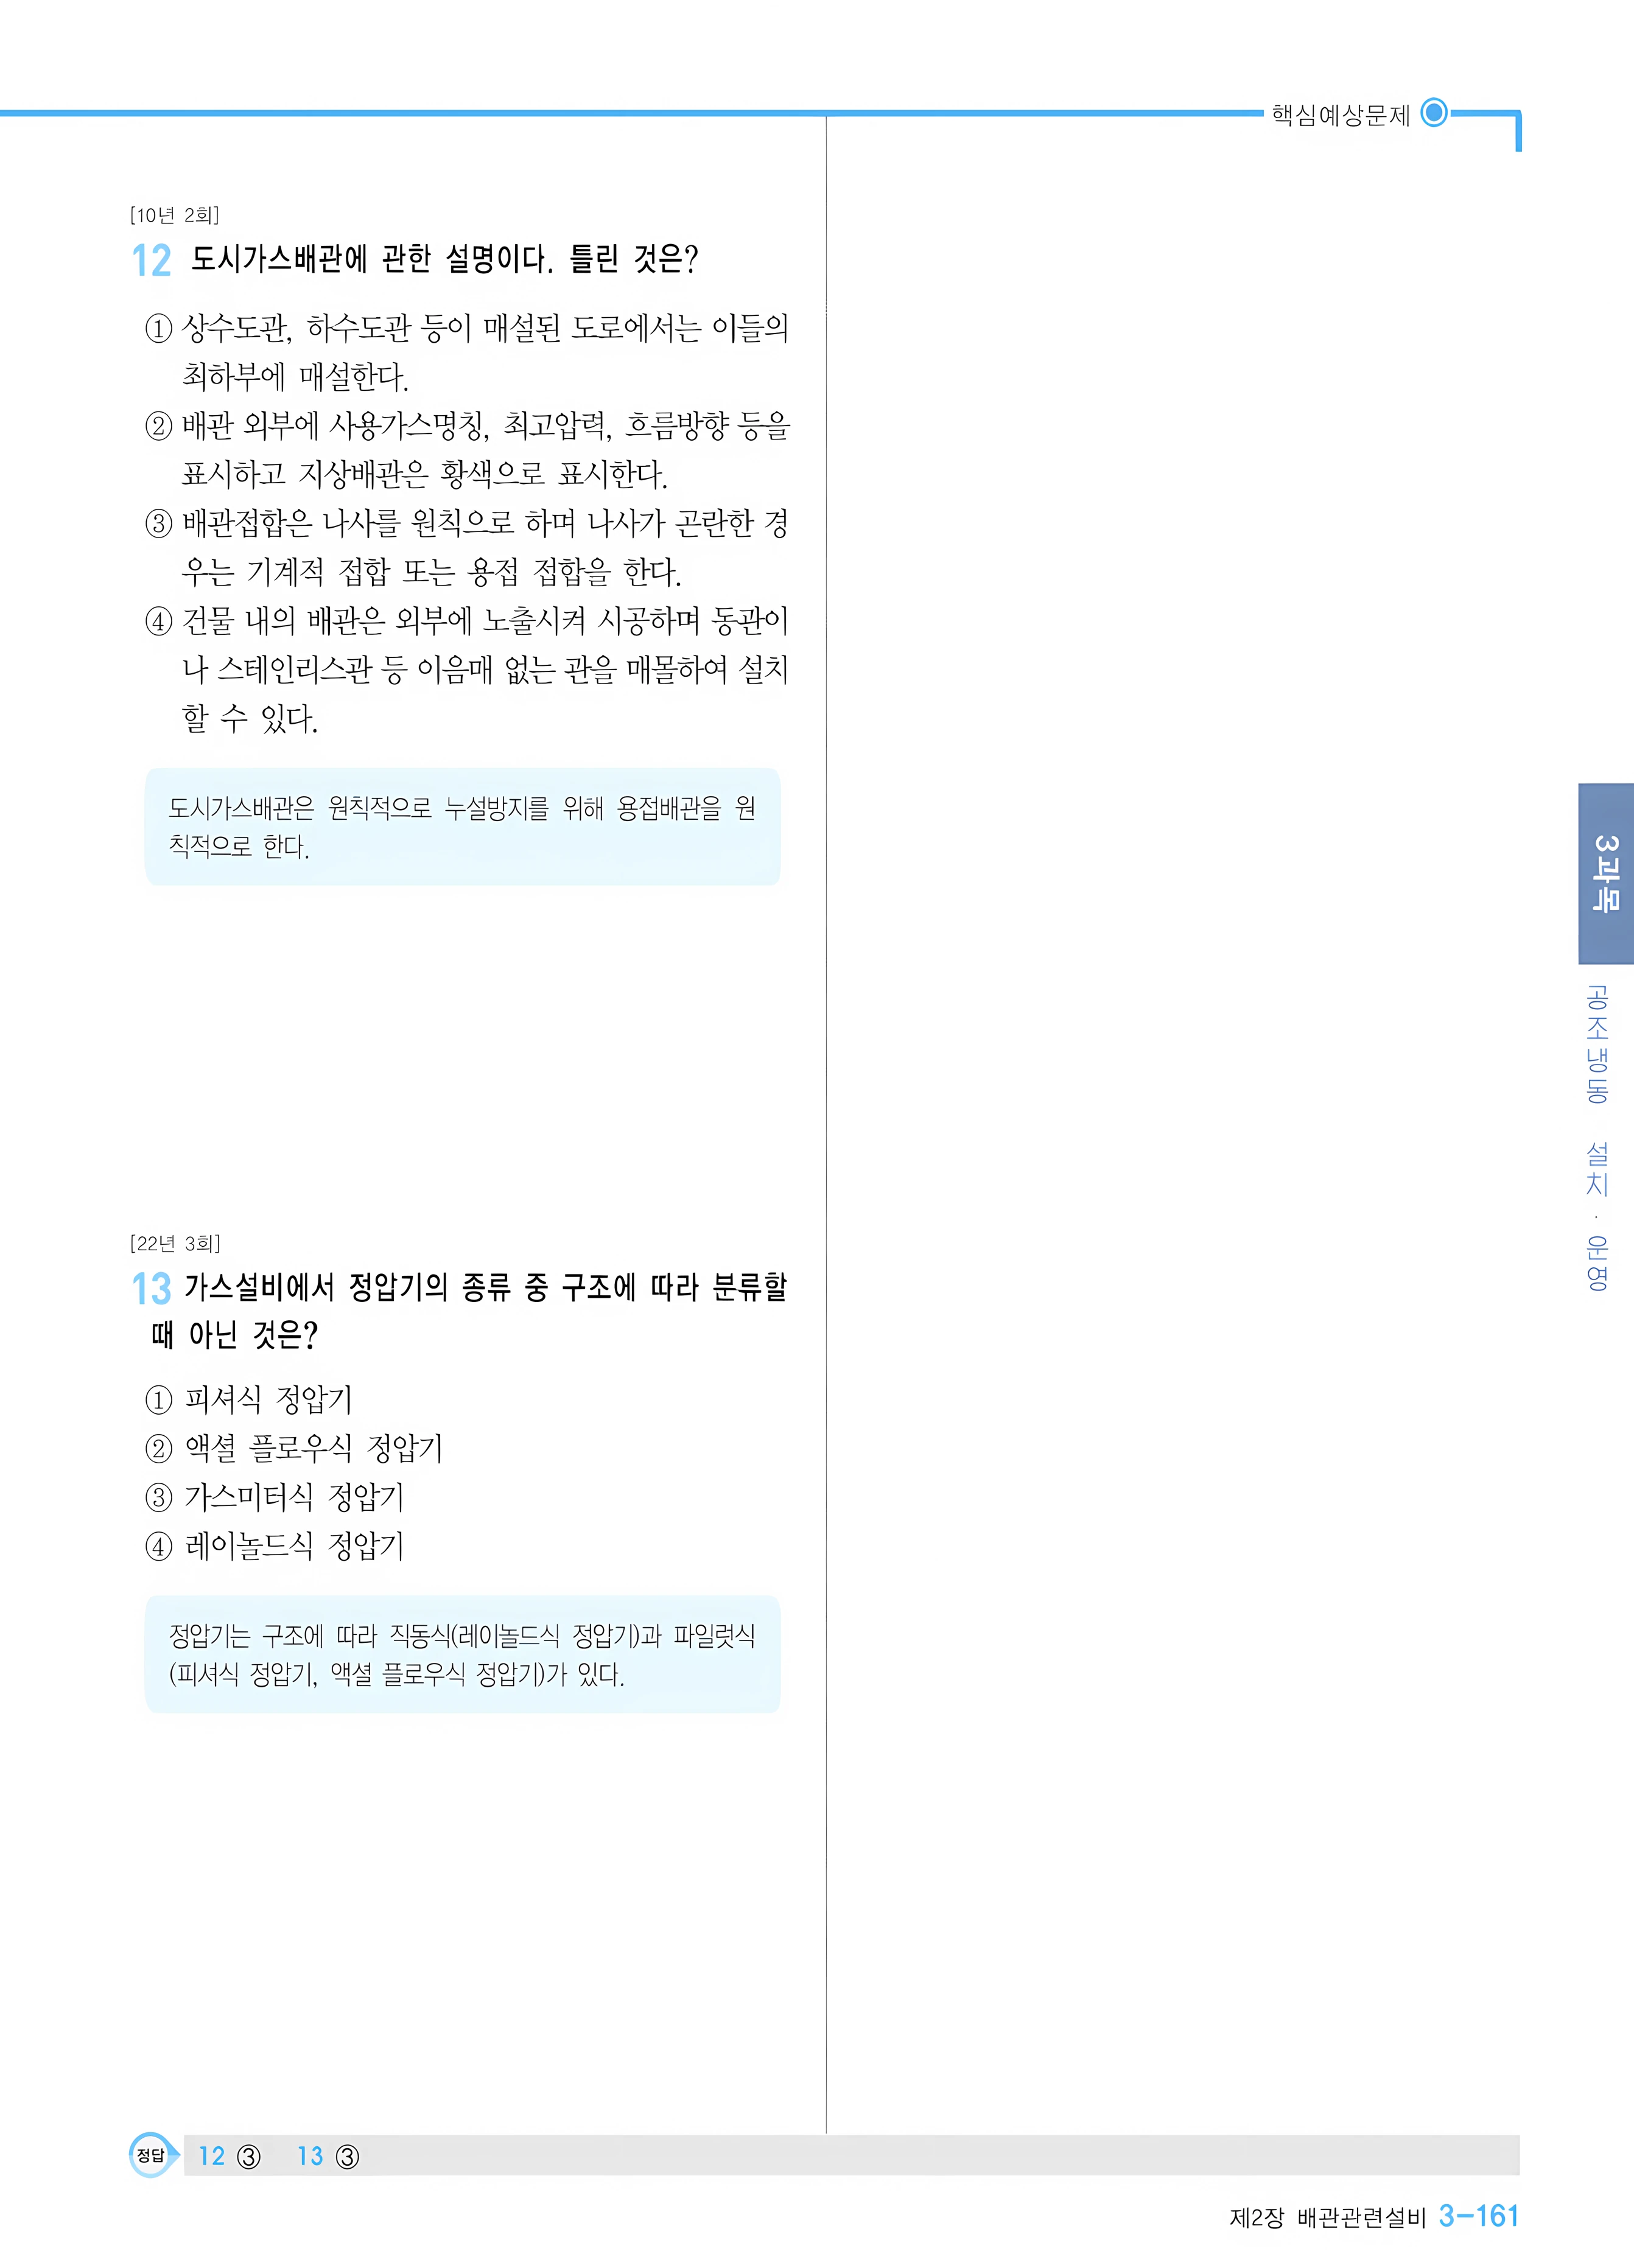 핵심예상문제
[10년 2회]
12 도시가스배관에 관한 설명이다. 틀린 것은?
① 상수도관, 하수도관 등이 매설된 도로에서는 이들의
최하부에 매설한다.
② 배관 외부에 사용가스명칭, 최고압력, 흐름방향 등을
표시하고 지상배관은 황색으로 표시한다.
③ 배관접합은 나사를 원칙으로 하며 나사가 곤란한 경
우는 기계적 접합 또는 용접 접합을 한다.
④ 건물 내의 배관은 외부에 노출시켜 시공하며 동관이
나 스테인리스관 등 이음매 없는 관을 매몰하여 설치
할 수 있다.
도시가스배관은 원칙적으로 누설방지를 위해 용접배관을 원
칙적으로 한다.
[22년 3회]
13 가스설비에서 정압기의 종류 중 구조에 따라 분류할
때 아닌 것은?
① 피셔식 정압기
② 액셜 플로우식 정압기
③ 가스미터식 정압기
④ 레이놀드식 정압기
정압기는 구조에 따라 직동식(레이놀드식 정압기)과 파일럿식
(피셔식 정압기, 액셜 플로우식 정압기)가 있다.
3과목
공조냉동 설치·운영
정답 12 ③ 13 ③
제2장 배관관련설비 3-161